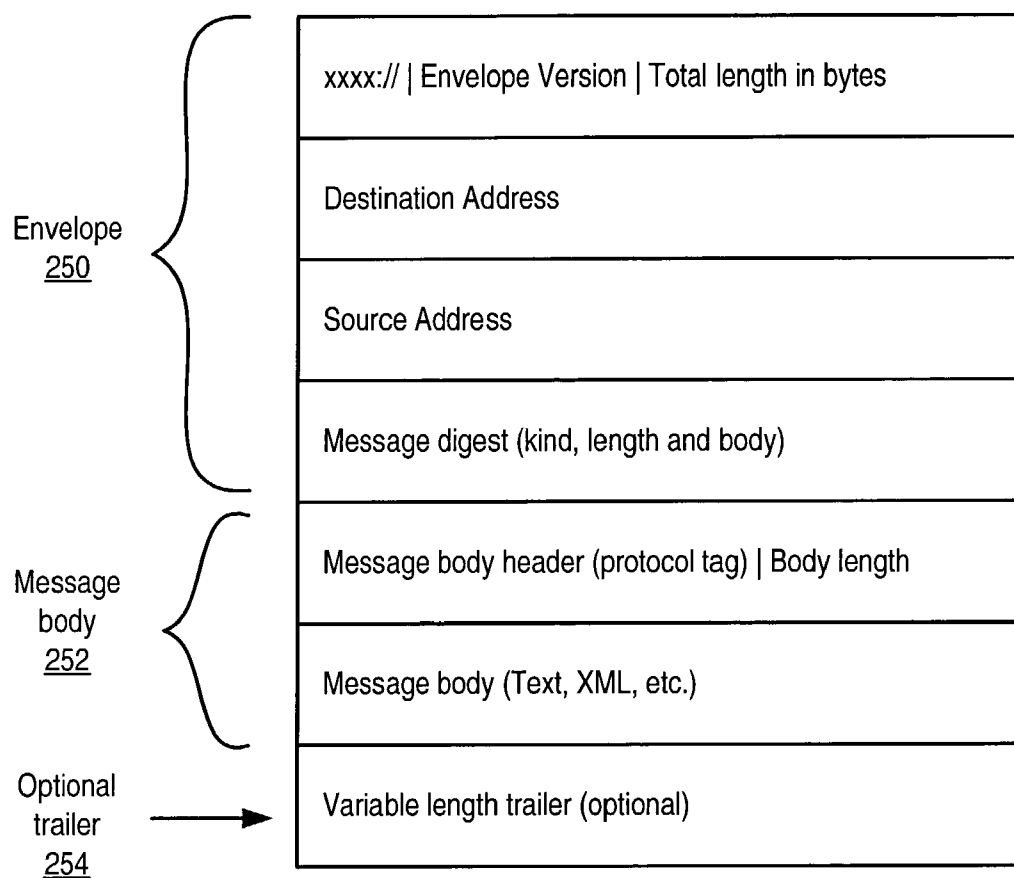 xxxx:// | Envelope Version | Total length in bytes
Destination Address
Envelope
250
Source Address
Message digest (kind, length and body)
Message body header (protocol tag) | Body length
Message
body
252
Message body (Text, XML, etc.)
Optional
trailer
254
Variable length trailer (optional)